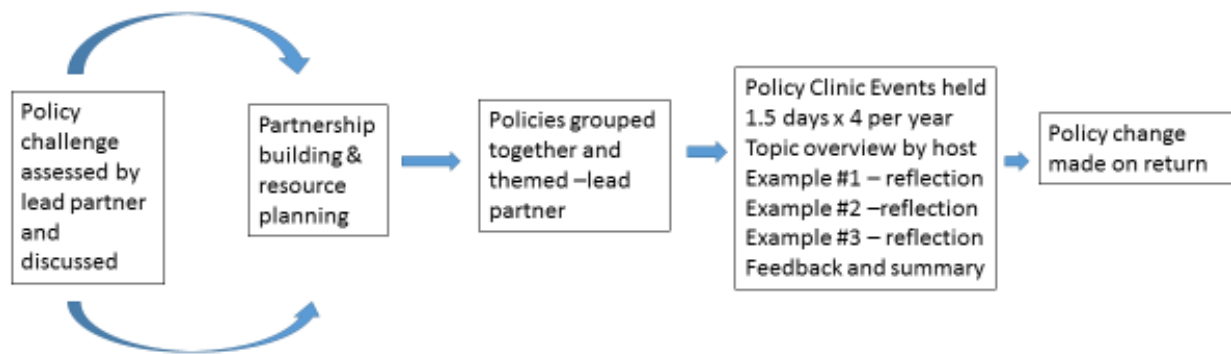 Policy
challenge
assessed by
lead partner
and
discussed
Partnership
building &
resource
planning
Policies grouped
together and
themed –lead
partner
Policy Clinic Events held
1.5 days x 4 per year
Topic overview by host
Example #1 – reflection
Example #2 –reflection
Example #3 – reflection
Feedback and summary
Policy change
made on return